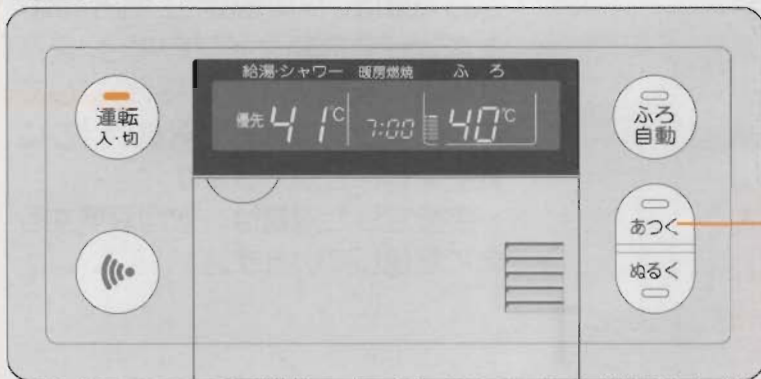 給湯・シャワー 暖房燃焼 ふろ
優先 41℃ 7:00 40℃
運転
入・切
ふろ
自動
あつく
ぬるく